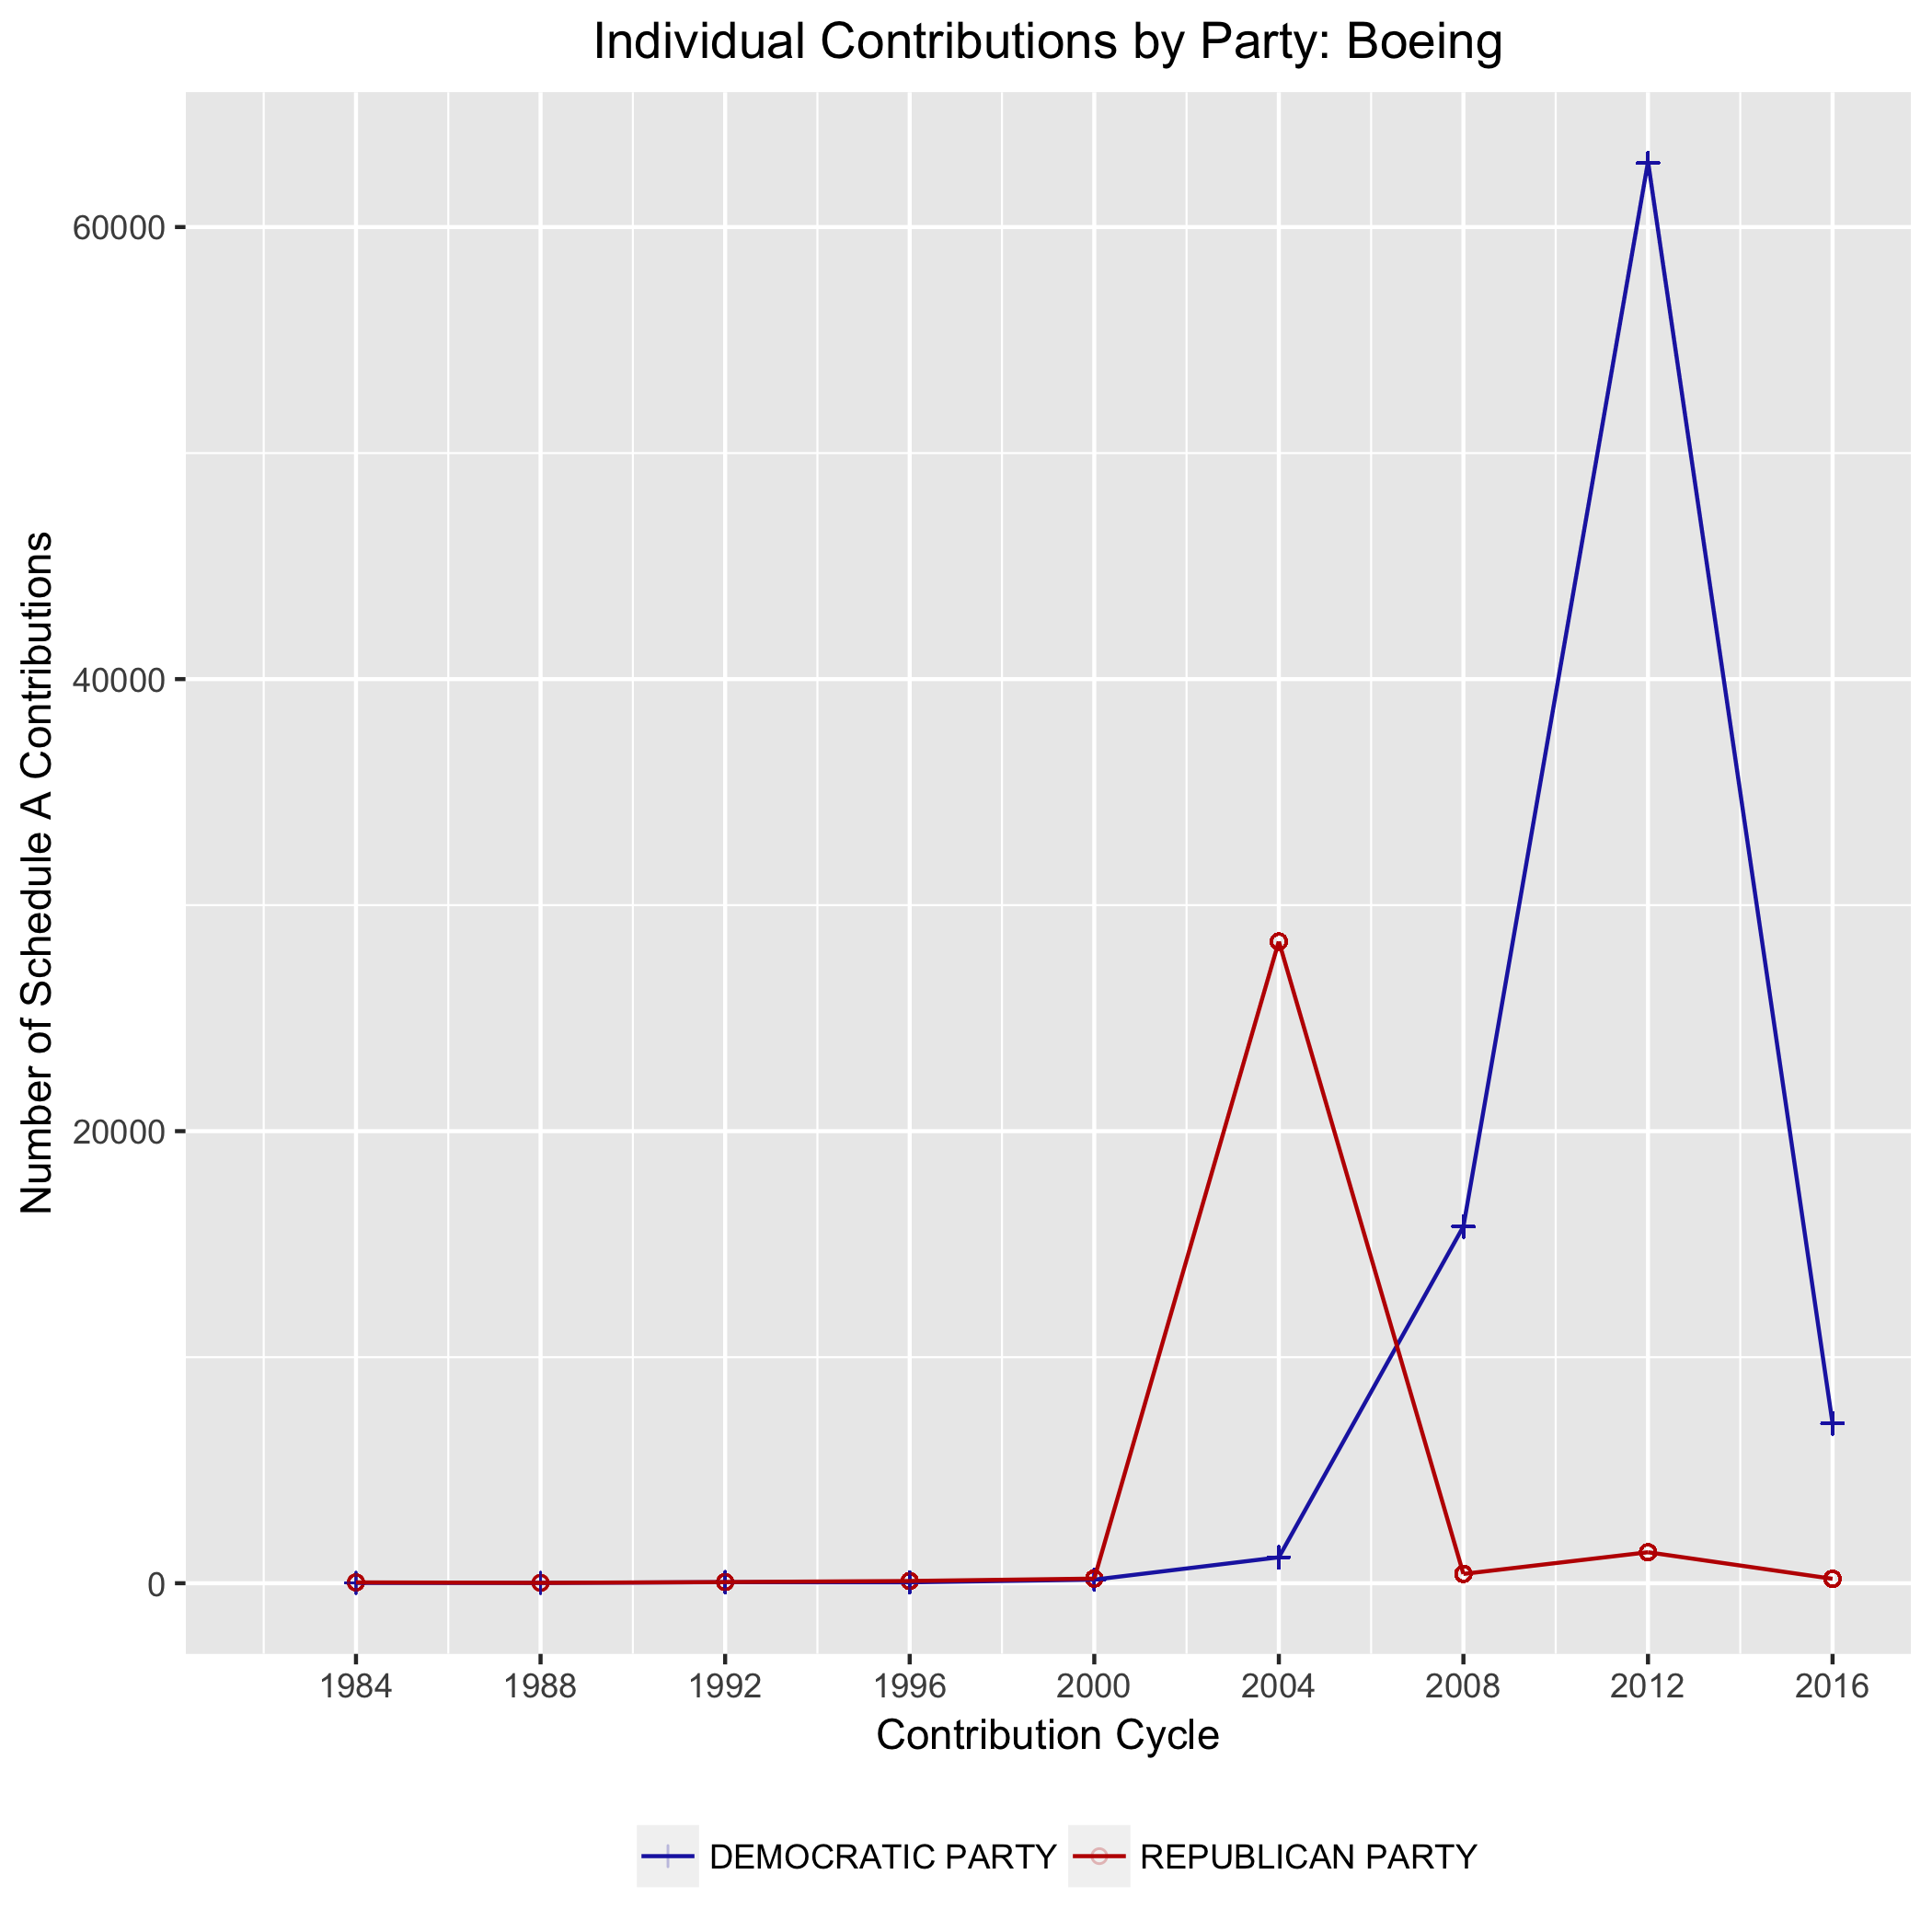 Individual Contributions by Party: Boeing
Number of Schedule A Contributions
60000
40000
20000
0
1984 1988 1992 1996 2000 2004 2008 2012 2016
Contribution Cycle
DEMOCRATIC PARTY REPUBLICAN PARTY